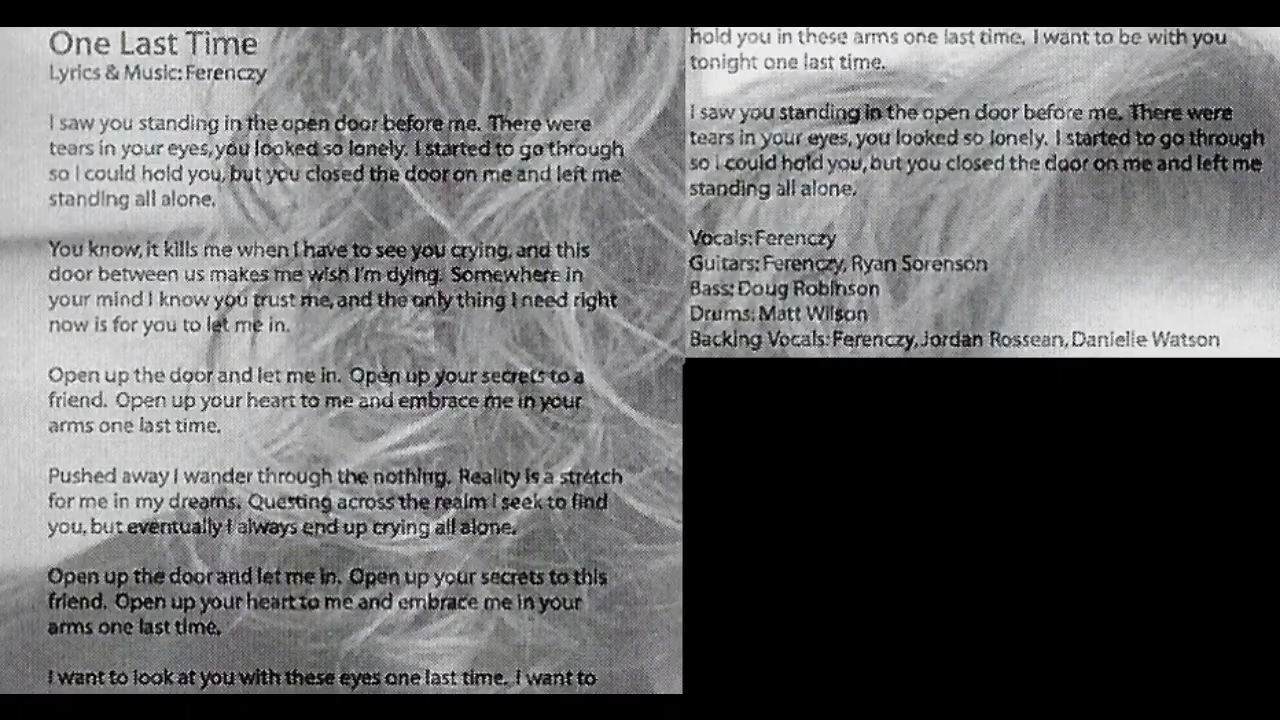 One Last Time
Lyrics & Music: Ferenczy
I saw you standing in the open door before me. There were
tears in your eyes, you looked so lonely. I started to go through
so I could hold you, but you closed the door on me and left me
standing all alone.
You know, it kills me when I have to see you crying, and this
door between us makes me wish I'm dying. Somewhere in
your mind I know you trust me, and the only thing I need right
now is for you to let me in.
Open up the door and let me in. Open up your secrets to a
friend. Open up your heart to me and embrace me in your
arms one last time.
Pushed away I wander through the nothing. Reality is a stretch
for me in my dreams. Questing across the realm I seek to find
you, but eventually I always end up crying all alone.
Open up the door and let me in. Open up your secrets to this
friend. Open up your heart to me and embrace me in your
arms one last time.
I want to look at you with these eyes one last time. I want to
hold you in these arms one last time. I want to be with you
tonight one last time.
I saw you standing in the open door before me. There were
tears in your eyes, you looked so lonely. I started to go through
so I could hold you, but you closed the door on me and left me
standing all alone.
Vocals: Ferenczy
Guitars: Ferenczy, Ryan Sorenson
Bass: Doug Robinson
Drums: Matt Wilson
Backing Vocals: Ferenczy, Jordan Rossean, Danielle Watson